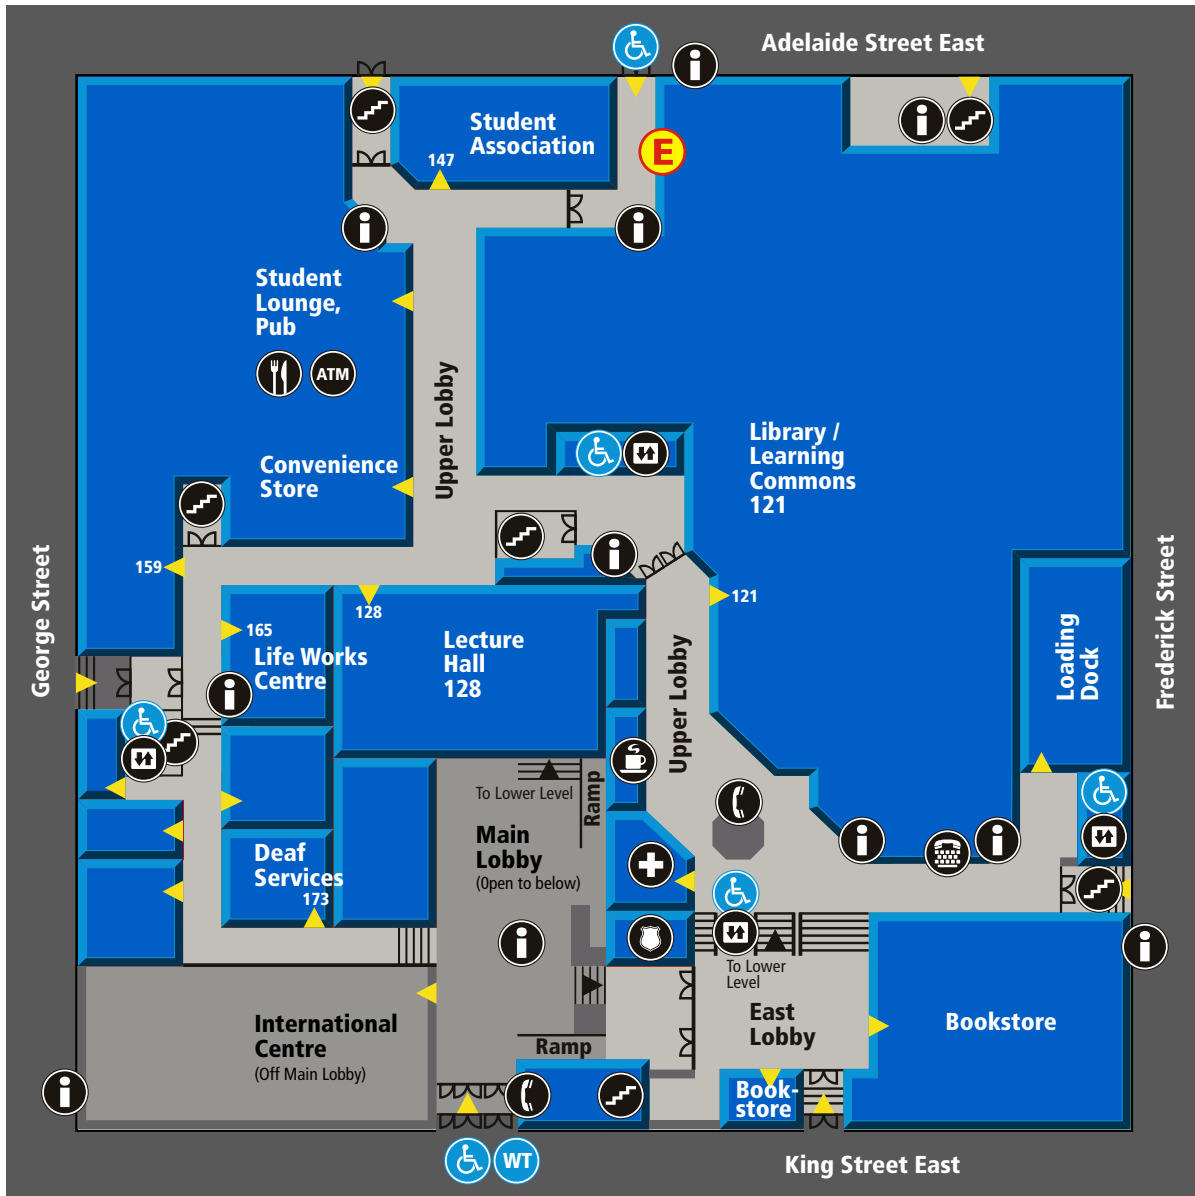 Adelaide Street East
Student
Association
147
E
Student
Lounge,
Pub
ATM
Upper Lobby
Convenience
Store
Library /
Learning
Commons
121
George Street
159
128
121
165
Life Works
Centre
Lecture
Hall
128
Upper Lobby
Loading
Dock
Frederick Street
To Lower Level
Ramp
Main
Lobby
(Open to below)
Deaf
Services
173
To Lower
Level
East
Lobby
Bookstore
International
Centre
(Off Main Lobby)
Ramp
Book-
store
WT
King Street East